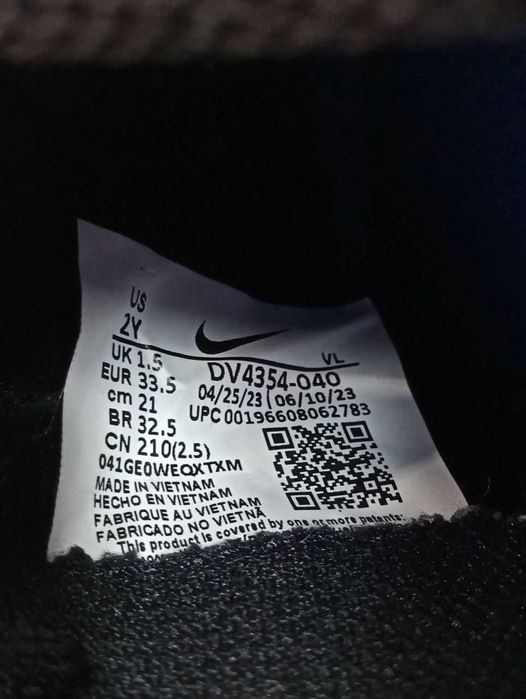 US
2Y
VL
UK 1.5
EUR 33.5
cm 21
BR 32.5
CN 210(2.5)
DV4354-040
04/25/23 | 06/10/23
UPC 00196608062783
041GE0WEQXTXM
MADE IN VIETNAM
HECHO EN VIETNAM
FABRIQUE AU VIETNAM
FABRICADO NO VIETNÃ
This product is covered by one or more patents: